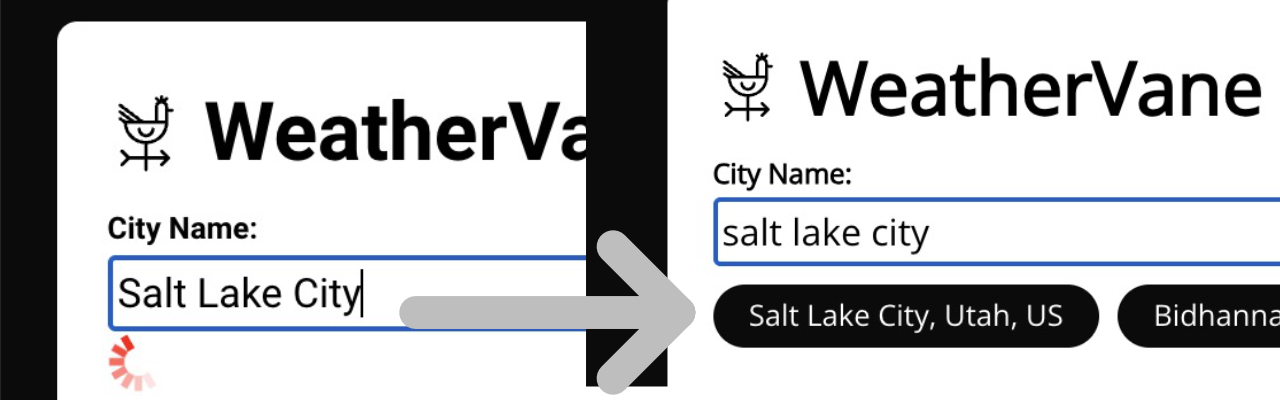 WeatherVa
City Name:
Salt Lake City
WeatherVane
City Name:
salt lake city
Salt Lake City, Utah, US
Bidhanna